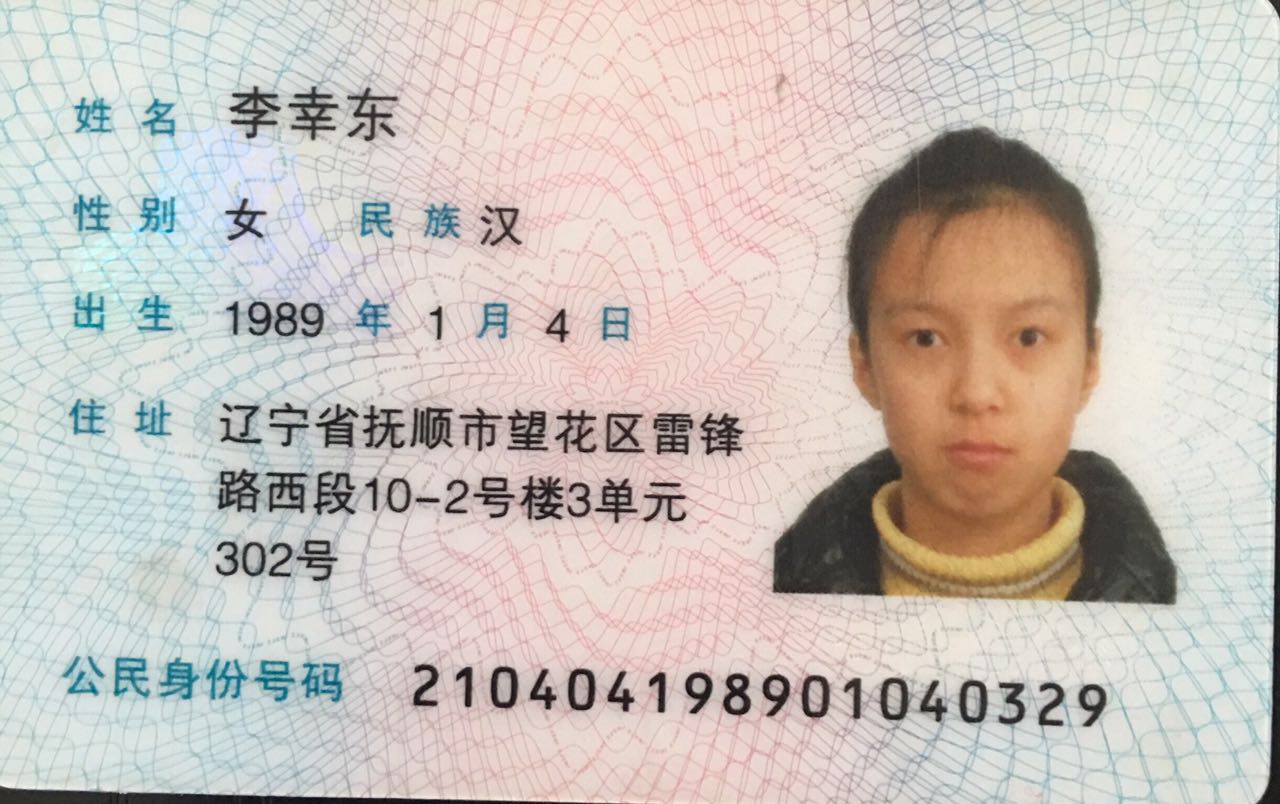 姓名 李幸东
性别 女 民族 汉
出生 1989 年 1 月 4 日
住址 辽宁省抚顺市望花区雷锋
路西段10-2号楼3单元
302号
公民身份号码 210404198901040329